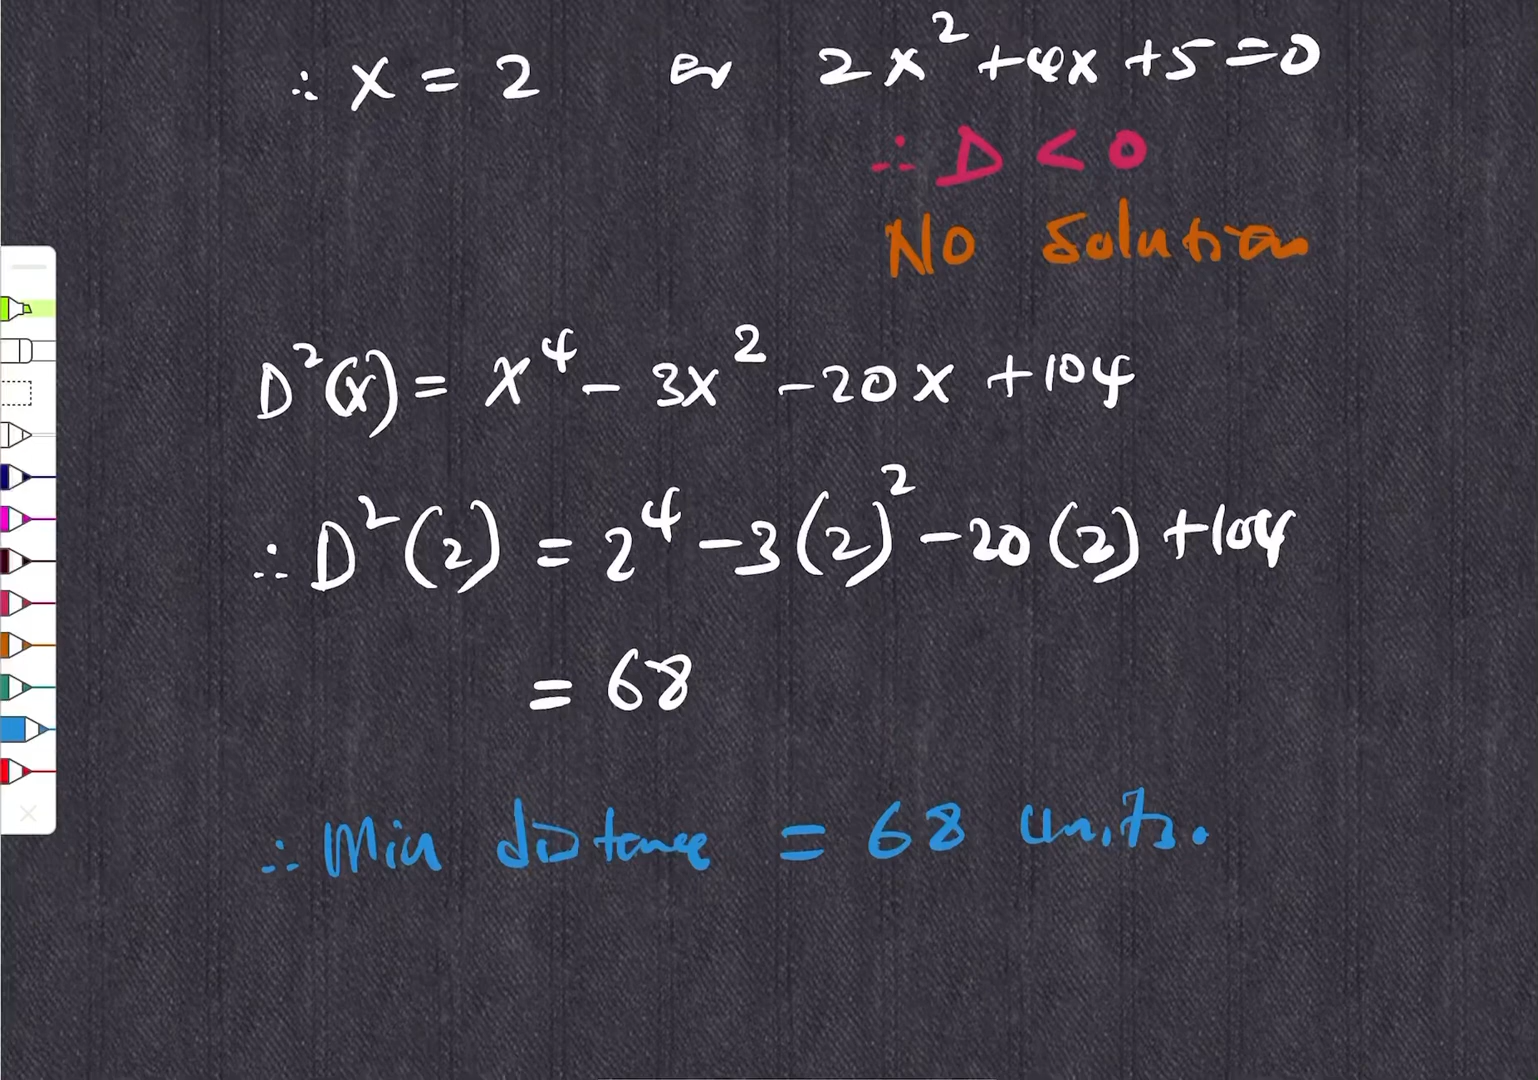 ∴ x = 2 or 2x² + 4x + 5 = 0
∴ D < 0
No Solution
D²(x) = x⁴ - 3x² - 20x + 104
∴ D²(2) = 2⁴ - 3(2)² - 20(2) + 104
= 68
∴ Min distance = 68 units.